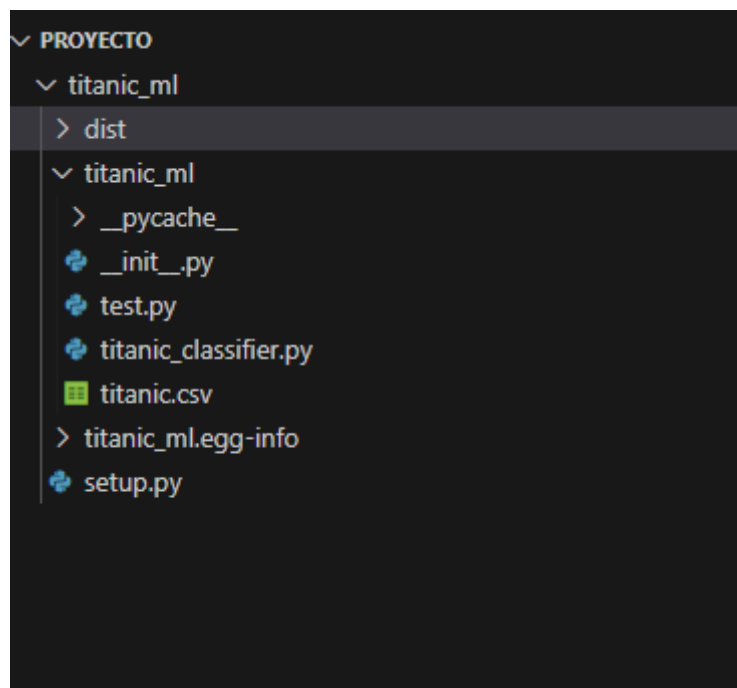 PROYECTO
titanic_ml
dist
titanic_ml
__pycache__
__init__.py
test.py
titanic_classifier.py
titanic.csv
titanic_ml.egg-info
setup.py